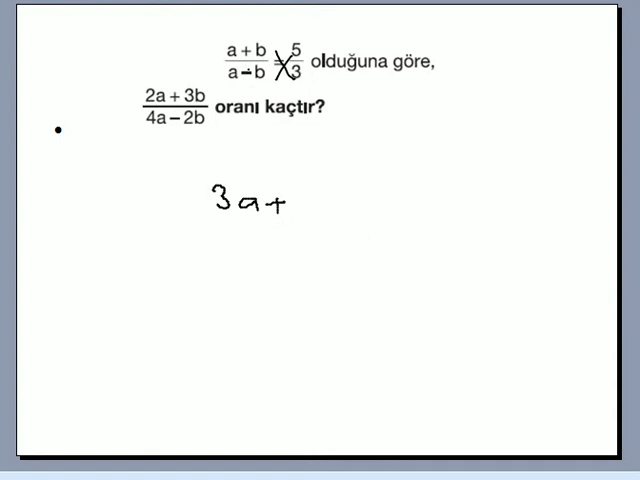 a + b / a - b = 5 / 3 olduğuna göre,
2a + 3b / 4a - 2b oranı kaçtır?
3a+